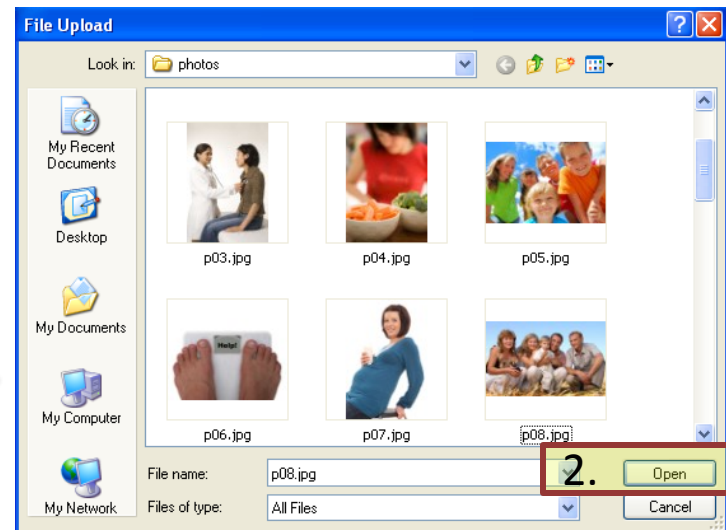 File Upload
Look in: photos
My Recent
Documents
Desktop
My Documents
My Computer
My Network
p03.jpg p04.jpg p05.jpg
Help!
p06.jpg p07.jpg p08.jpg
File name: p08.jpg 2. Open
Files of type: All Files Cancel